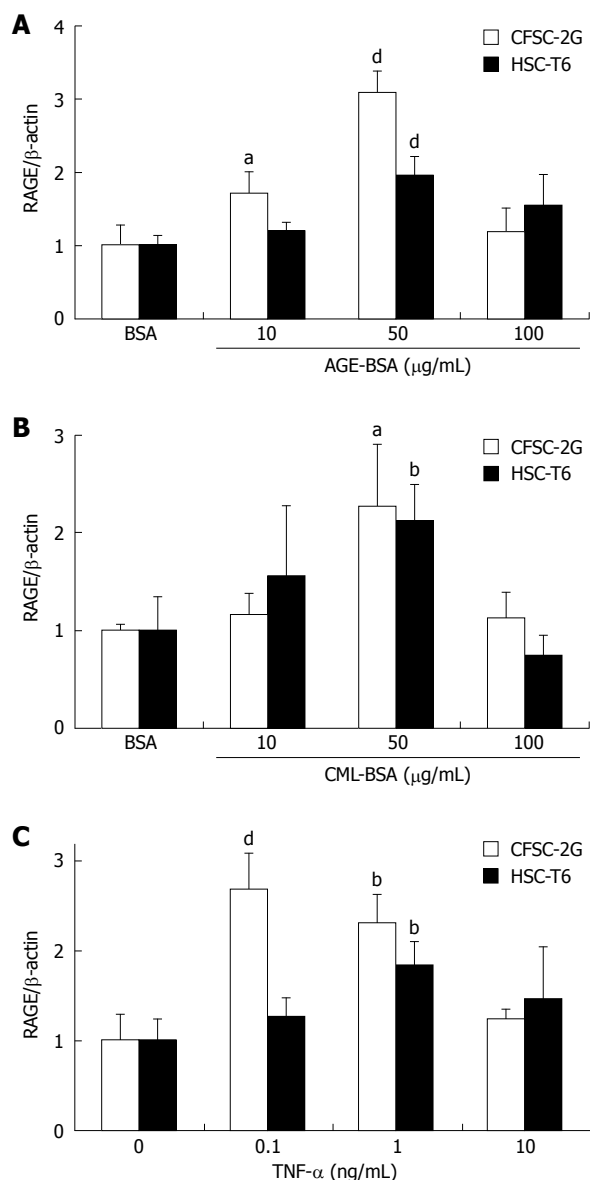 A
4
3
2
1
0
RAGE/β-actin
CFSC-2G
HSC-T6
a
d
d
BSA 10 50 100
AGE-BSA (μg/mL)
B
3
2
1
0
RAGE/β-actin
CFSC-2G
HSC-T6
a
b
BSA 10 50 100
CML-BSA (μg/mL)
C
3
2
1
0
RAGE/β-actin
CFSC-2G
HSC-T6
d
b
b
0 0.1 1 10
TNF-α (ng/mL)